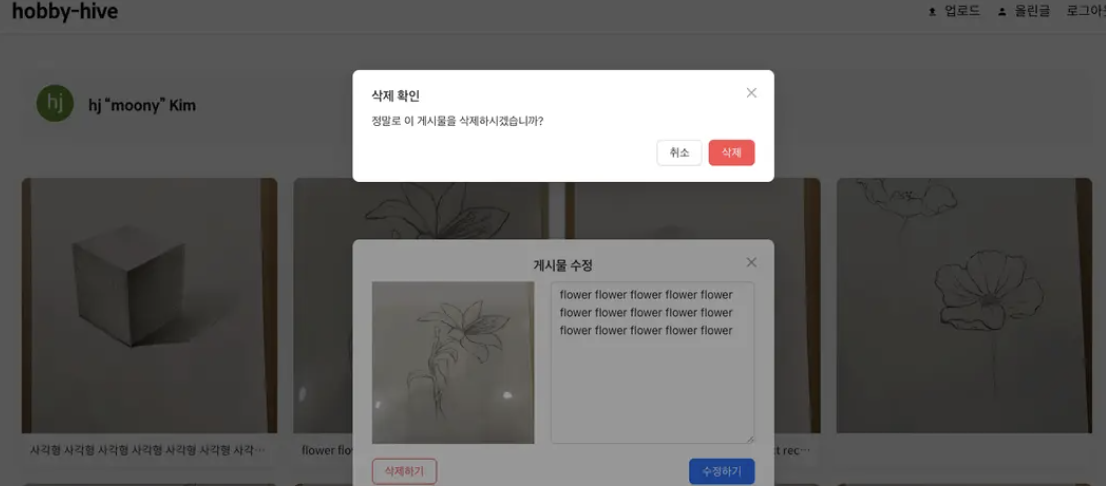 hobby-hive
업로드
올린글
로그아웃
hj
hj "moony" Kim
삭제 확인
정말로 이 게시물을 삭제하시겠습니까?
취소
삭제
게시물 수정
flower flower flower flower flower
flower flower flower flower flower
flower flower flower flower flower
사각형 사각형 사각형 사각형 사각형 사각형 사각…
flower
삭제하기
수정하기